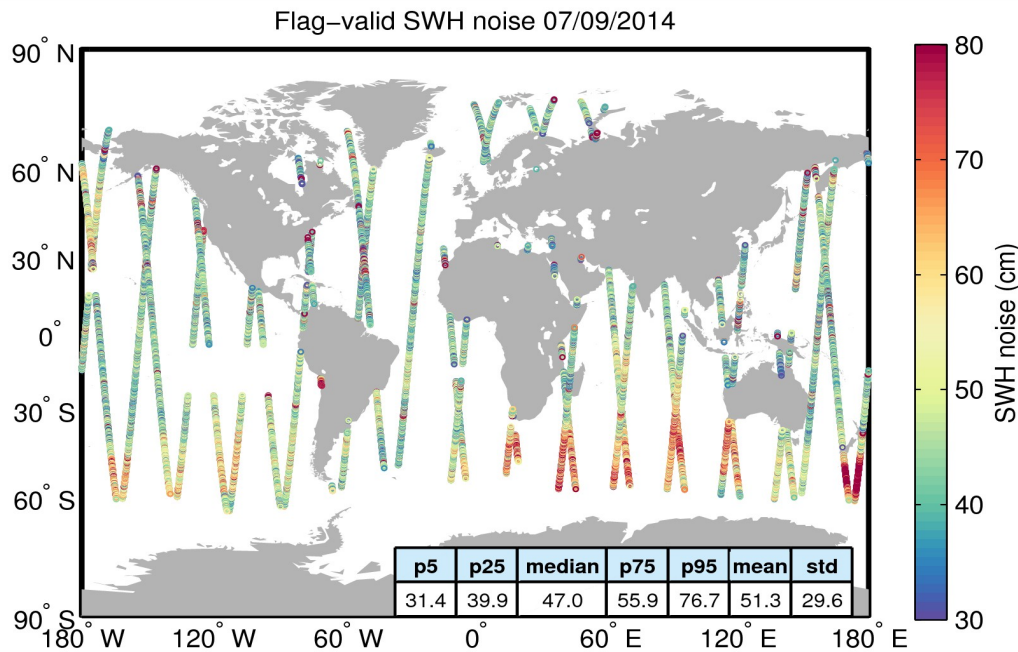 Flag−valid SWH noise 07/09/2014
90° N
60° N
30° N
0°
30° S
60° S
90° S
180° W
120° W
60° W
0°
60° E
120° E
180° E
p5 p25 median p75 p95 mean std
31.4 39.9 47.0 55.9 76.7 51.3 29.6
80
70
60
50
40
30
SWH noise (cm)